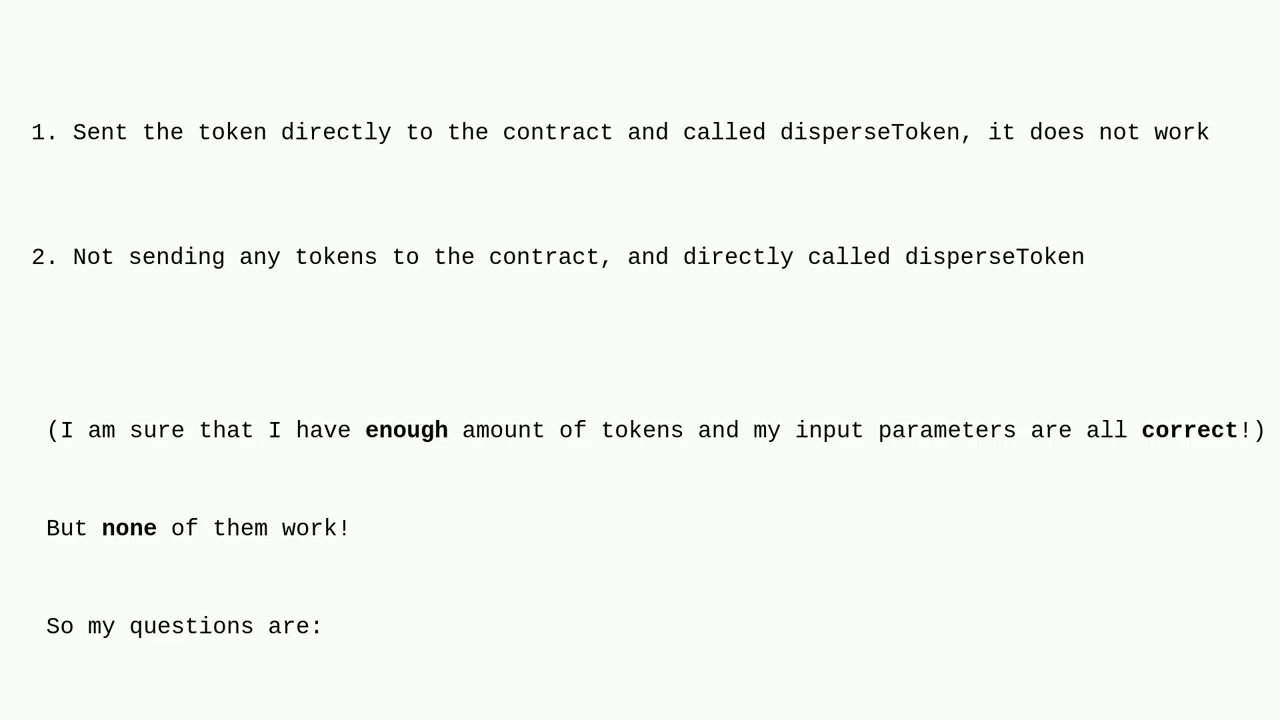 1. Sent the token directly to the contract and called disperseToken, it does not work
2. Not sending any tokens to the contract, and directly called disperseToken
(I am sure that I have enough amount of tokens and my input parameters are all correct!)
But none of them work!
So my questions are: